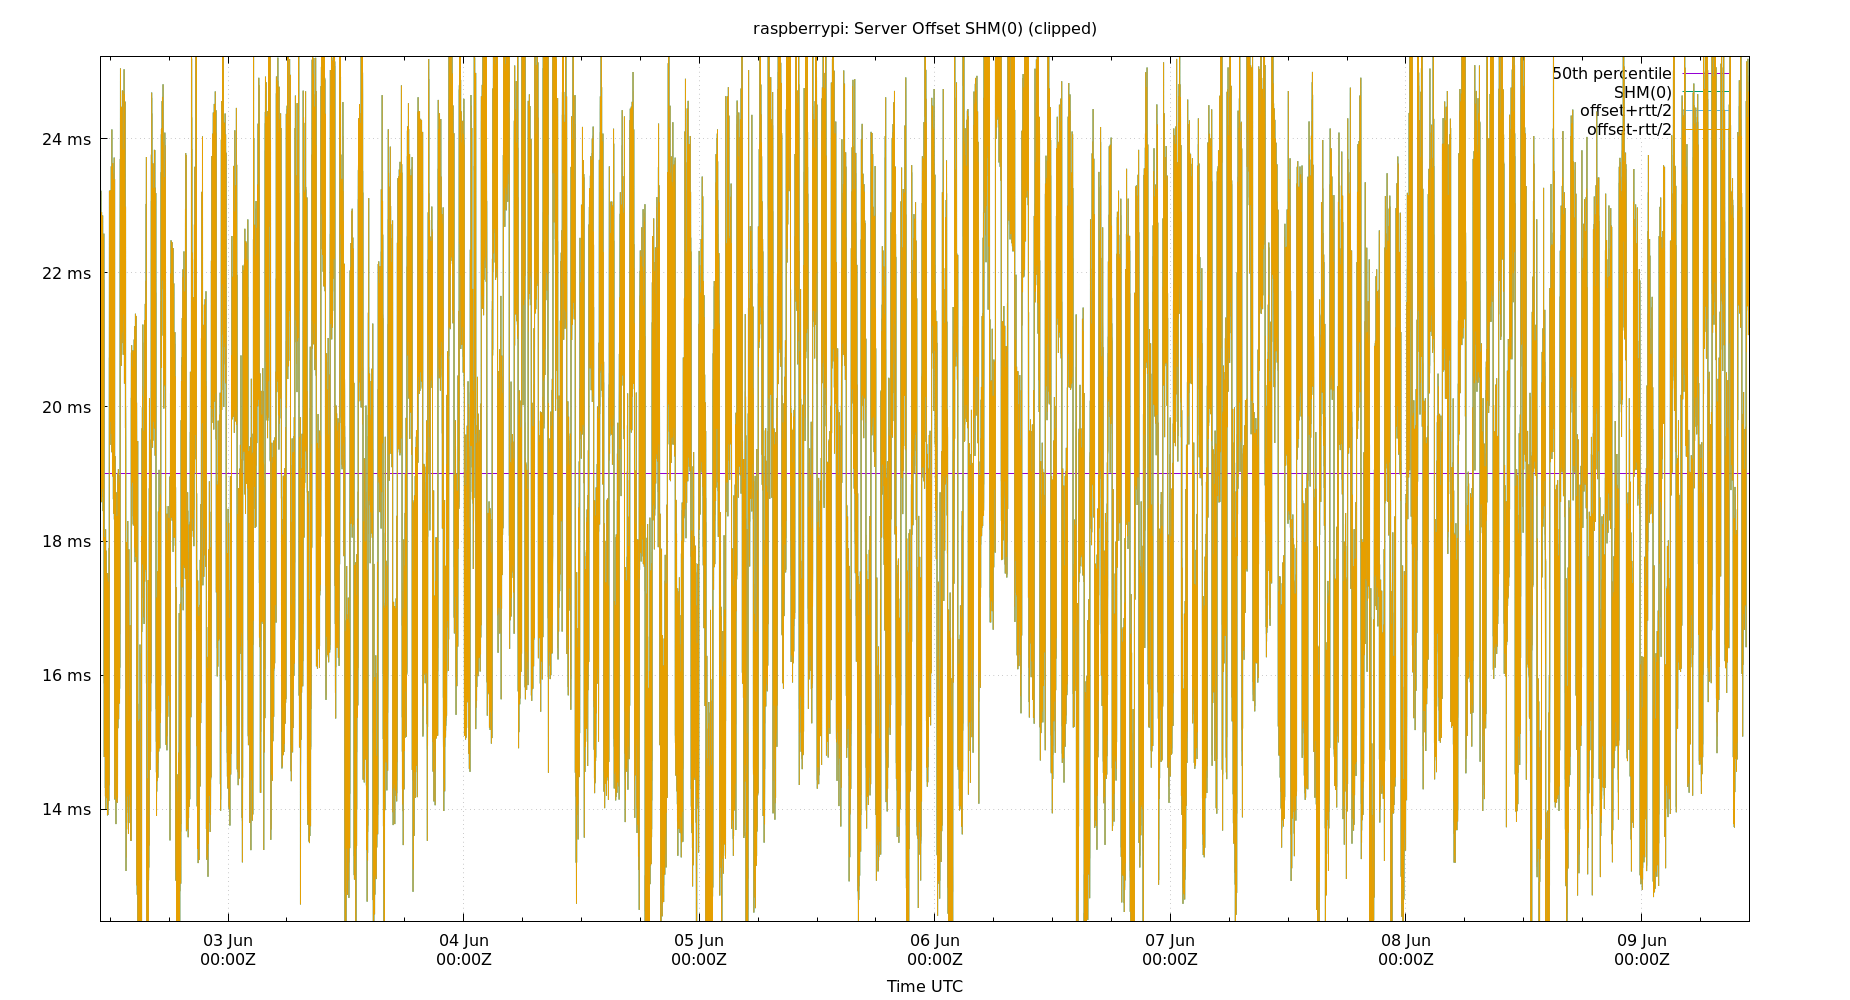 raspberrypi: Server Offset SHM(0) (clipped)
50th percentile
SHM(0)
offset+rtt/2
offset-rtt/2
24 ms
22 ms
20 ms
18 ms
16 ms
14 ms
03 Jun 04 Jun 05 Jun 06 Jun 07 Jun 08 Jun 09 Jun
00:00Z 00:00Z 00:00Z 00:00Z 00:00Z 00:00Z 00:00Z
Time UTC